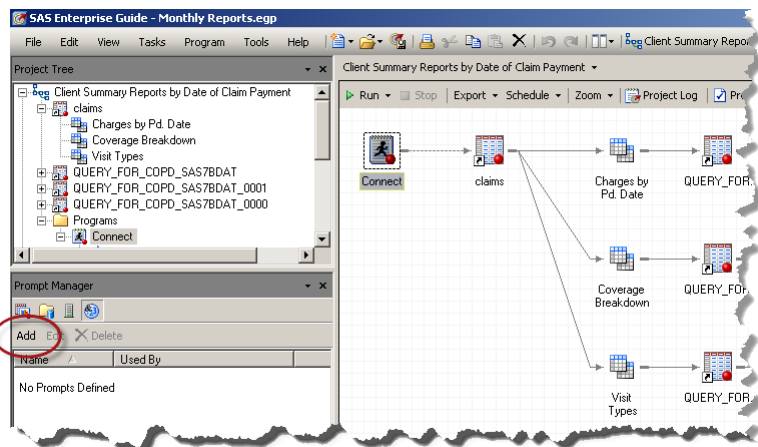 SAS Enterprise Guide - Monthly Reports.egp
File Edit View Tasks Program Tools Help
Client Summary Repor
Project Tree
Client Summary Reports by Date of Claim Payment
claims
Charges by Pd. Date
Coverage Breakdown
Visit Types
QUERY_FOR_COPD_SAS7BDAT
QUERY_FOR_COPD_SAS7BDAT_0001
QUERY_FOR_COPD_SAS7BDAT_0000
Programs
Connect
Prompt Manager
Add Edit Delete
Name Used By
No Prompts Defined
Client Summary Reports by Date of Claim Payment
Run Stop Export Schedule Zoom Project Log Pro
Connect
claims
Charges by
Pd. Date
QUERY_FOR.
Coverage
Breakdown
QUERY_FOR.
Visit
Types
QUERY_FOR.